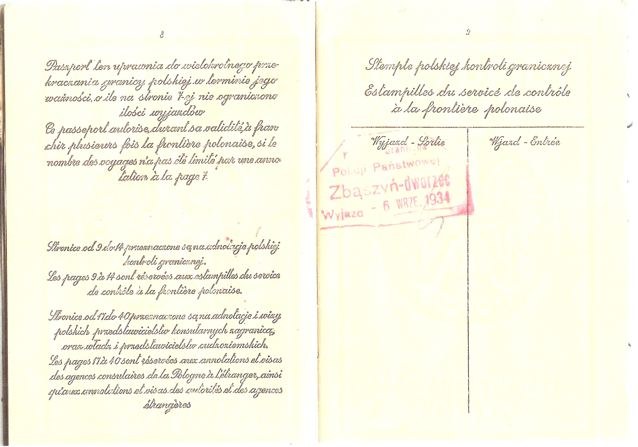 8
Paszport ten uprawnia do wielokrotnego prze-
kraczania granicy polskiej w terminie jego
ważności, o ile na stronie 7-ej nie ograniczono
ilości wyjazdów
Ce passeport autorise, durant sa validité, à fran-
chir plusieurs fois la frontière polonaise, si le
nombre des voyages n'a pas été limité par une anno-
tation à la page 7.
Stronice od 9 do 14 przeznaczone są na adnotacje polskiej
kontroli granicznej.
Les pages 9 à 14 sont réservées aux estampilles du service
de contrôle à la frontière polonaise.
Stronice od 17 do 40 przeznaczone są na adnotacje i wizy
polskich przedstawicielstw konsularnych zagranicą,
oraz władz i przedstawicielstw cudzoziemskich.
Les pages 17 à 40 sont réservées aux annotations et visas
des agences consulaires de la Pologne à l'étranger, ainsi
qu'aux annotations et visas des autorités et des agences
étrangères
9
Stemple polskiej kontroli granicznej
Estampilles du service de contrôle
à la frontière polonaise
Wyjazd - Sortie
Wjazd - Entrée
Policji Państwowej
Zbąszyń-dworzec
Wyjazd - 6 WRZE. 1934